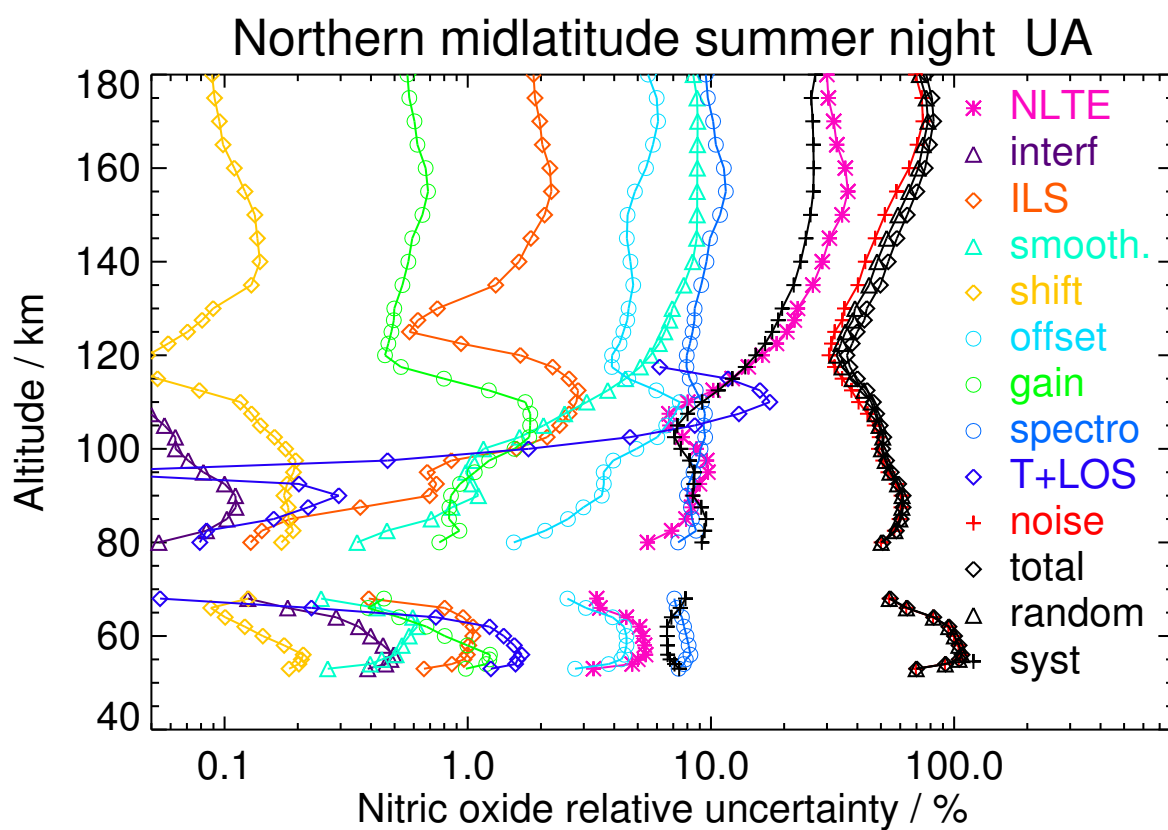 Northern midlatitude summer night UA
Altitude / km
180
160
140
120
100
80
60
40
0.1
1.0
10.0
100.0
Nitric oxide relative uncertainty / %
NLTE
interf
ILS
smooth.
shift
offset
gain
spectro
T+LOS
noise
total
random
syst